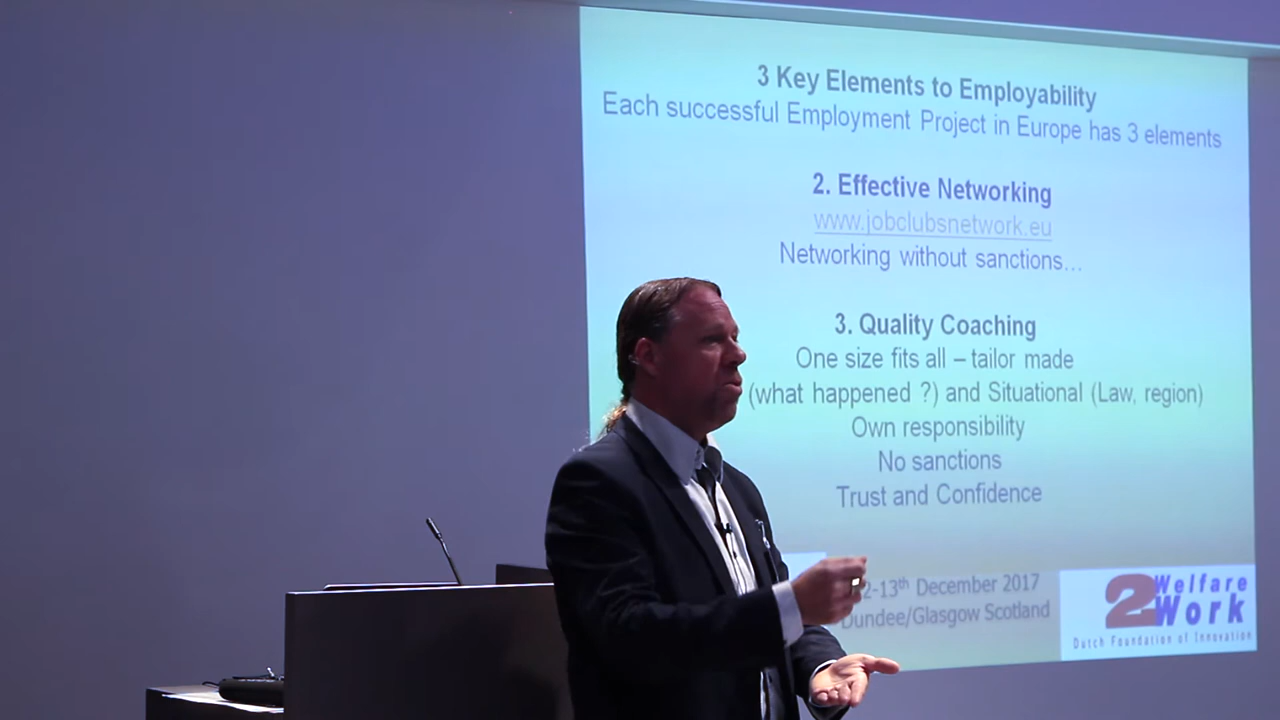 3 Key Elements to Employability
Each successful Employment Project in Europe has 3 elements
2. Effective Networking
www.jobclubsnetwork.eu
Networking without sanctions...
3. Quality Coaching
One size fits all – tailor made
(what happened ?) and Situational (Law, region)
Own responsibility
No sanctions
Trust and Confidence
2-13th December 2017
Dundee/Glasgow Scotland
2 Welfare
Work
Dutch Foundation of Innovation